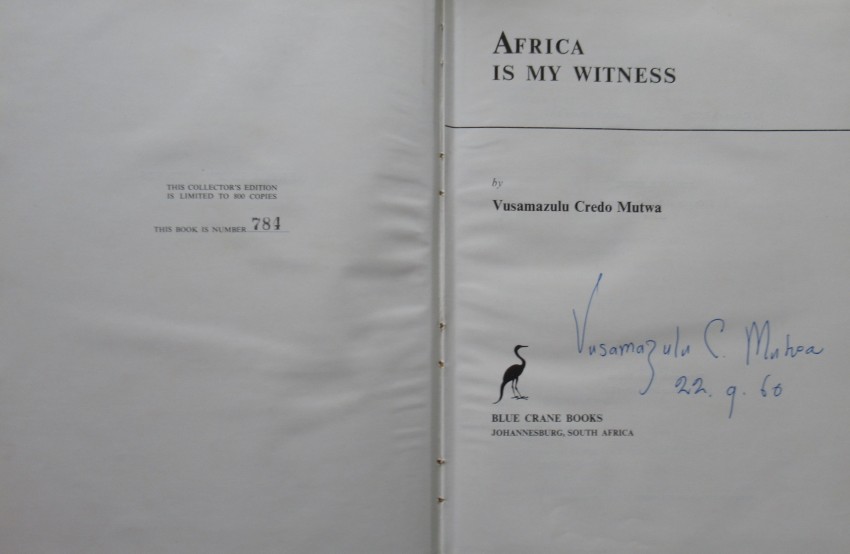 THIS COLLECTOR'S EDITION
IS LIMITED TO 800 COPIES
THIS BOOK IS NUMBER 784
AFRICA
IS MY WITNESS
by
Vusamazulu Credo Mutwa
Vusamazulu C. Mutwa
22. 9. 66
BLUE CRANE BOOKS
JOHANNESBURG, SOUTH AFRICA